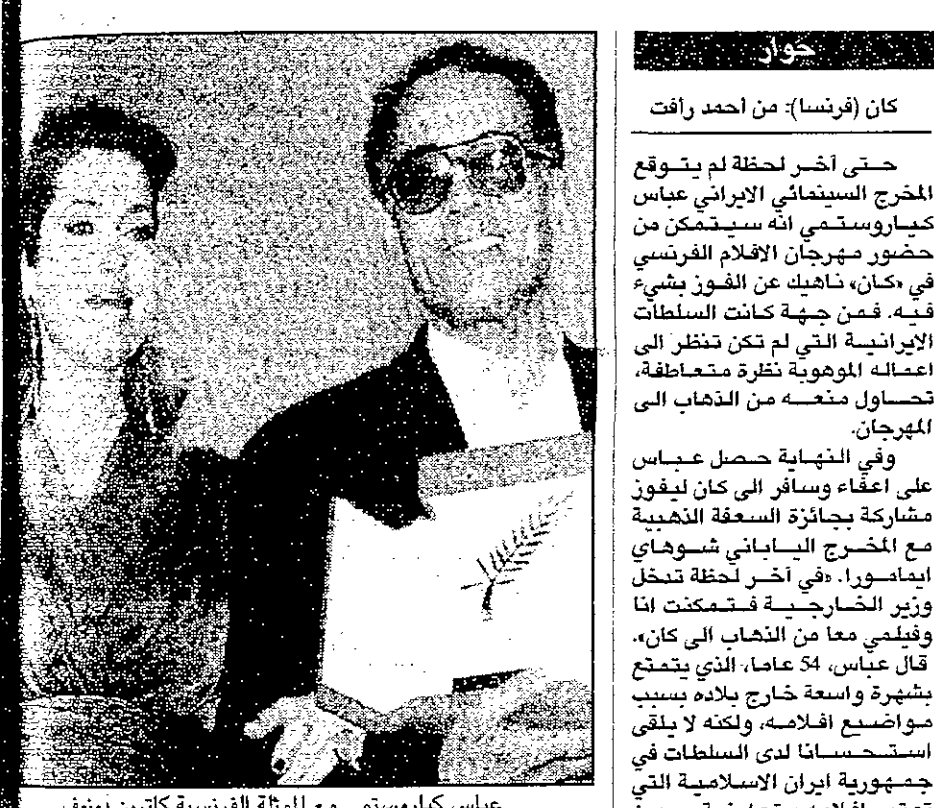 حوار
كان (فرنسا): من أحمد رأفت
حتى آخر لحظة لم يتوقع
المخرج السينمائي الايراني عباس
كياروستمي انه سيتمكن من
حضور مهرجان الافلام الفرنسي
في «كان» ناهيك عن الفوز بشيء
فيه. فمن جهة كانت السلطات
الايرانية التي لم تكن تنظر الى
اعماله الموهوبة نظرة متعاطفة،
تحاول منعه من الذهاب الى
المهرجان.
وفي النهاية حصل عباس
على اعفاء وسافر الى كان ليفوز
مشاركة بجائزة السعفة الذهبية
مع المخرج الياباني شوهاي
ايمامورا. «في آخر لحظة تدخل
وزير الخارجية فتمكنت انا
وفيلمي معا من الذهاب الى كان».
قال عباس، 54 عاما، الذي يتمتع
بشهرة واسعة خارج بلاده بسبب
مواضيع افلامه، ولكنه لا يلقى
استحسانا لدى السلطات في
جمهورية ايران الاسلامية التي
عباس كياروستمي مع الممثلة الفرنسية كاترين دونوف